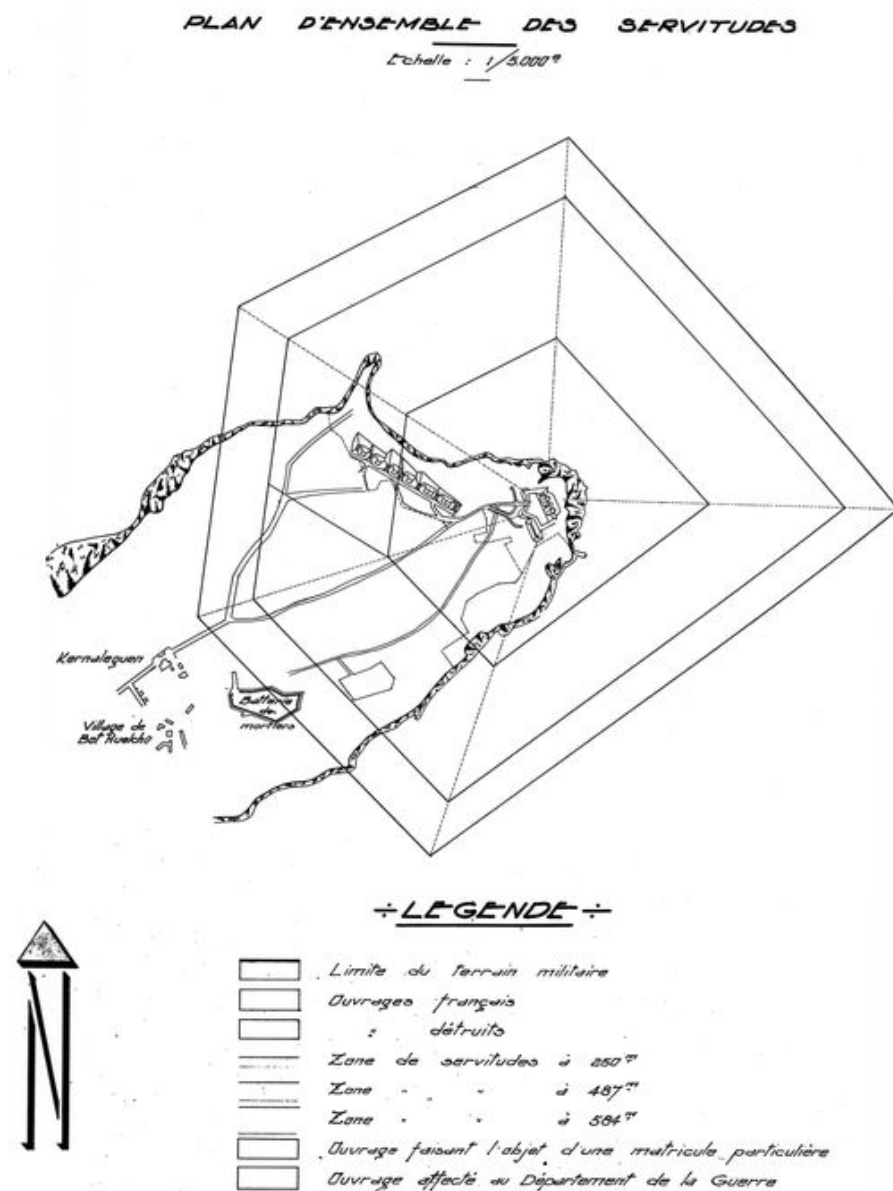 PLAN D'ENSEMBLE DES SERVITUDES
Echelle : 1/5.000e
Kernaleguen
Village de
Bot Ruelcho
Batterie
de
mortiers
÷ LEGENDE ÷
N
Limite du terrain militaire
Ouvrages français
" détruits
Zone de servitudes à 250m
Zone " " à 487m
Zone " " à 584m
Ouvrage faisant l'objet d'une matricule particulière
Ouvrage affecté au Département de la Guerre